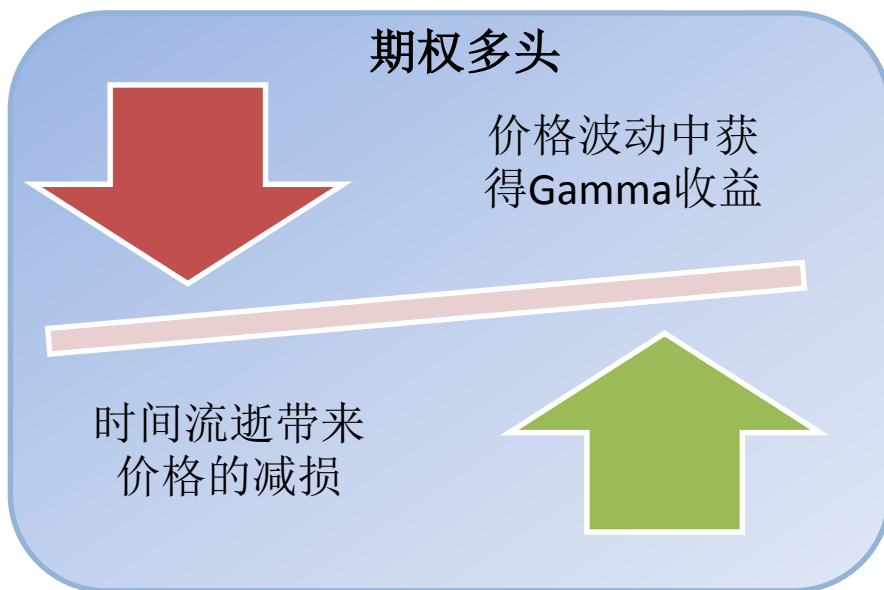 期权多头
价格波动中获
得Gamma收益
时间流逝带来
价格的减损